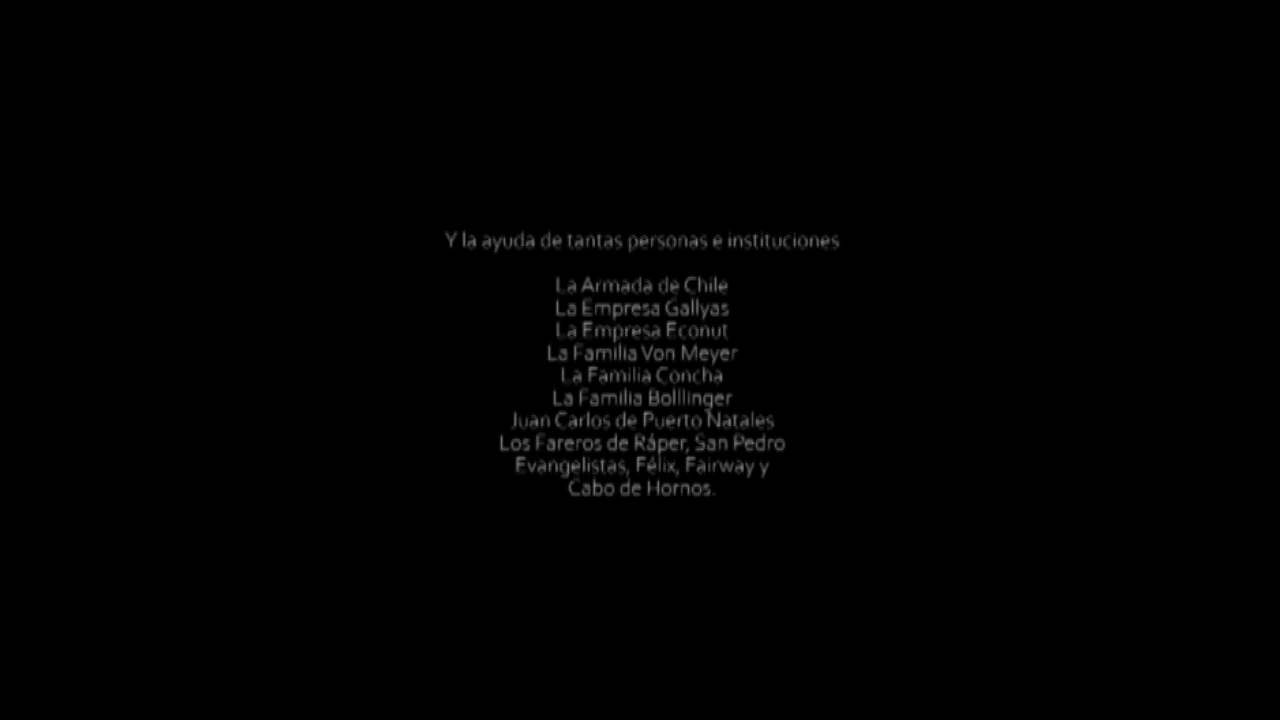 Y la ayuda de tantas personas e instituciones
La Armada de Chile
La Empresa Gallyas
La Empresa Econut
La Familia Von Meyer
La Familia Concha
La Familia Bolllinger
Juan Carlos de Puerto Natales
Los Fareros de Ráper, San Pedro
Evangelistas, Félix, Fairway y
Cabo de Hornos.